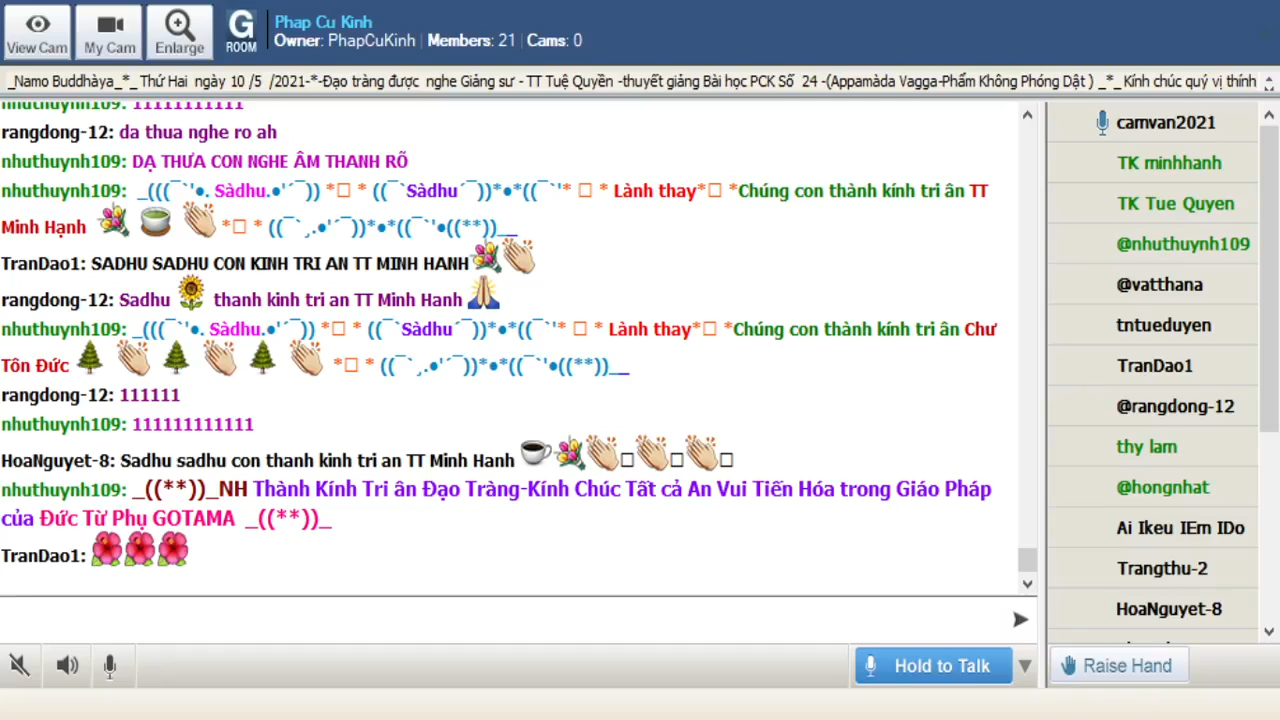 Phap Cu Kinh
Owner: PhapCuKinh | Members: 21 | Cams: 0
View Cam
My Cam
Enlarge
G ROOM
_Namo Buddhàya_*_ Thứ Hai ngày 10 /5 /2021-*-Đạo tràng được nghe Giảng sư - TT Tuệ Quyền -thuyết giảng Bài học PCK Số 24 -(Appamàda Vagga-Phẩm Không Phóng Dật ) _*_ Kính chúc quý vị thính
nhuthuynh109: 11111111111
rangdong-12: da thua nghe ro ah
nhuthuynh109: DẠ THƯA CON NGHE ÂM THANH RÕ
nhuthuynh109: _(((¯`'•. Sàdhu.•'´¯)) *□ * ((¯`Sàdhu´¯))*•*((¯`'* □ * Lành thay*□ *Chúng con thành kính tri ân TT
Minh Hạnh *□ * ((¯`¸.•'´¯))*•*((¯`'•((**))__
TranDao1: SADHU SADHU CON KINH TRI AN TT MINH HANH
rangdong-12: Sadhu thanh kinh tri an TT Minh Hanh
nhuthuynh109: _(((¯`'•. Sàdhu.•'´¯)) *□ * ((¯`Sàdhu´¯))*•*((¯`'* □ * Lành thay*□ *Chúng con thành kính tri ân Chư
Tôn Đức *□ * ((¯`¸.•'´¯))*•*((¯`'•((**))__
rangdong-12: 111111
nhuthuynh109: 111111111111
HoaNguyet-8: Sadhu sadhu con thanh kinh tri an TT Minh Hanh □ □ □
nhuthuynh109: _((**))_NH Thành Kính Tri ân Đạo Tràng-Kính Chúc Tất cả An Vui Tiến Hóa trong Giáo Pháp
của Đức Từ Phụ GOTAMA _((**))_
TranDao1:
camvan2021
TK minhhanh
TK Tue Quyen
@nhuthuynh109
@vatthana
tntueduyen
TranDao1
@rangdong-12
thy lam
@hongnhat
Ai Ikeu IEm IDo
Trangthu-2
HoaNguyet-8
Hold to Talk
Raise Hand